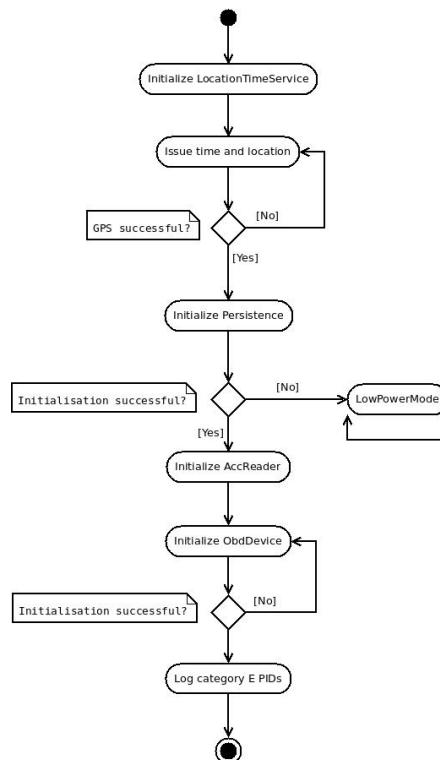 Initialize LocationTimeService
Issue time and location
[No]
GPS successful?
[Yes]
Initialize Persistence
[No]
Initialisation successful?
LowPowerMode
[Yes]
Initialize AccReader
Initialize ObdDevice
[No]
Initialisation successful?
Log category E PIDs